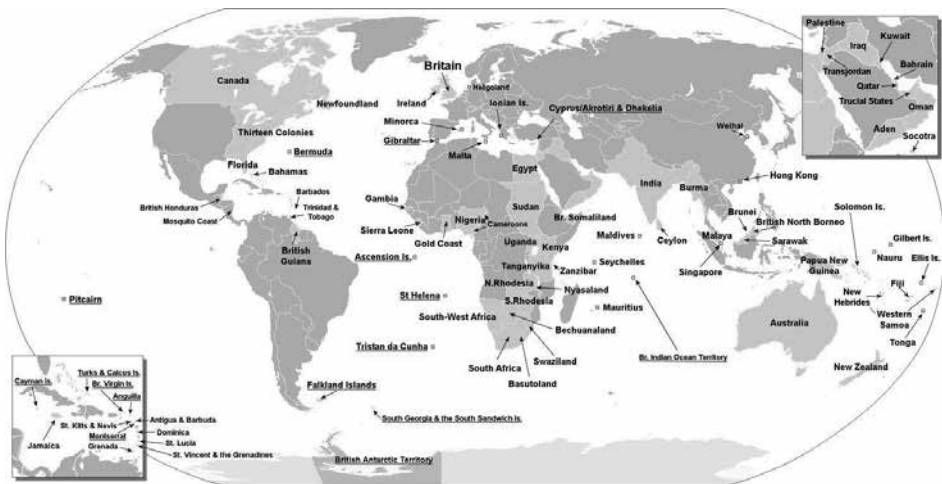 Palestine
Kuwait
Iraq
Transjordan
Bahrain
Qatar
Trucial States
Oman
Aden
Socotra
Canada
Newfoundland
Britain
Ireland
Helgoland
Ionian Is.
Cyprus/Akrotiri & Dhekelia
Minorca
Gibraltar
Malta
Weihai
Thirteen Colonies
Bermuda
Florida
Bahamas
Egypt
India
Burma
Hong Kong
British Honduras
Barbados
Trinidad &
Tobago
Mosquito Coast
British
Guiana
Gambia
Sierra Leone
Gold Coast
Nigeria
Cameroons
Sudan
Br. Somaliland
Uganda
Kenya
Maldives
Ceylon
Malaya
Singapore
Brunei
British North Borneo
Sarawak
Solomon Is.
Gilbert Is.
Nauru
Ellis Is.
Papua New
Guinea
Ascension Is.
Tanganyika
Zanzibar
Seychelles
Pitcairn
St Helena
N.Rhodesia
Nyasaland
S.Rhodesia
Mauritius
South-West Africa
Bechuanaland
New
Hebrides
Fiji
Western
Samoa
Tonga
Australia
Tristan da Cunha
South Africa
Swaziland
Basutoland
Br. Indian Ocean Territory
New Zealand
Falkland Islands
South Georgia & the South Sandwich Is.
British Antarctic Territory
Turks & Caicos Is.
Cayman is.
Br. Virgin Is.
Anguilla
St. Kills & Nevis
Antigua & Barbuda
Montserrat
Dominica
Jamaica
St. Lucia
Grenada
St. Vincent & the Grenadines